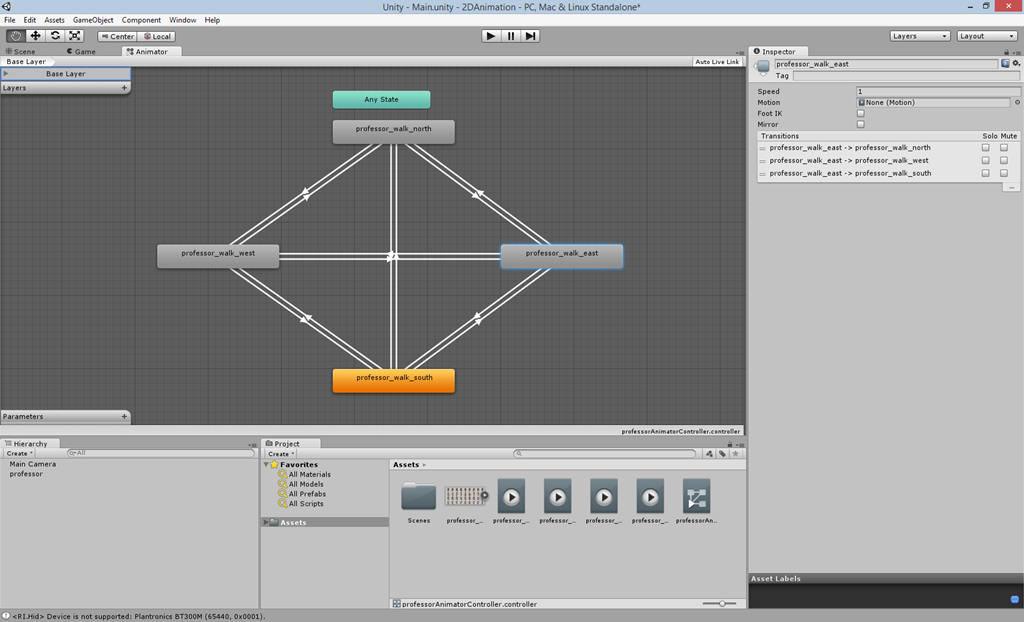 Unity - Main.unity - 2DAnimation - PC, Mac & Linux Standalone*
File Edit Assets GameObject Component Window Help
Center Local
Layers Layout
Scene Game Animator
Base Layer
Auto Live Link
Base Layer
Layers +
Any State
professor_walk_north
professor_walk_west
professor_walk_east
professor_walk_south
Parameters +
professorAnimatorController.controller
Inspector
professor_walk_east
Tag
Speed 1
Motion None (Motion)
Foot IK
Mirror
Transitions Solo Mute
professor_walk_east -> professor_walk_north
professor_walk_east -> professor_walk_west
professor_walk_east -> professor_walk_south
Hierarchy
Create All
Main Camera
professor
Project
Create
Favorites
All Materials
All Models
All Prefabs
All Scripts
Assets
Assets
Scenes professor_... professor_... professor_... professor_... professor_... professorAn...
professorAnimatorController.controller
Asset Labels
<RI.Hid> Device is not supported: Plantronics BT300M (65440, 0x0001).